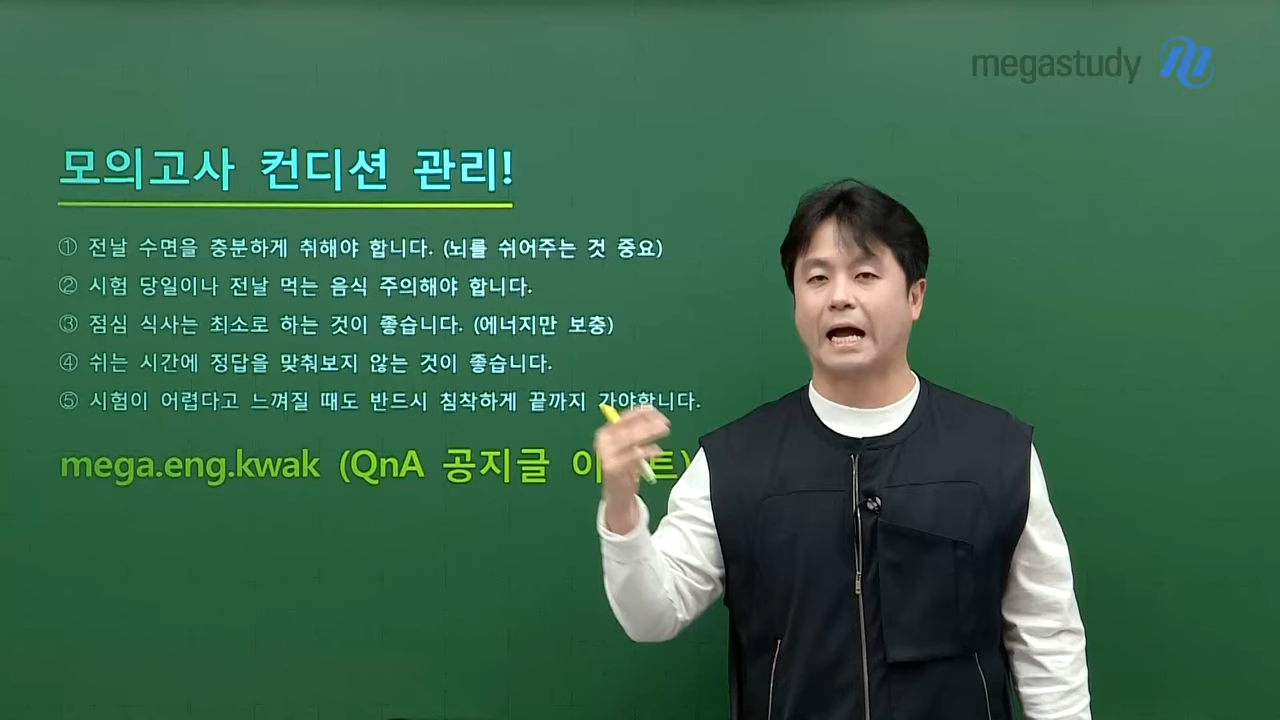 megastudy
모의고사 컨디션 관리!
① 전날 수면을 충분하게 취해야 합니다. (뇌를 쉬어주는 것 중요)
② 시험 당일이나 전날 먹는 음식 주의해야 합니다.
③ 점심 식사는 최소로 하는 것이 좋습니다. (에너지만 보충)
④ 쉬는 시간에 정답을 맞춰보지 않는 것이 좋습니다.
⑤ 시험이 어렵다고 느껴질 때도 반드시 침착하게 끝까지 가야합니다.
mega.eng.kwak (QnA 공지글